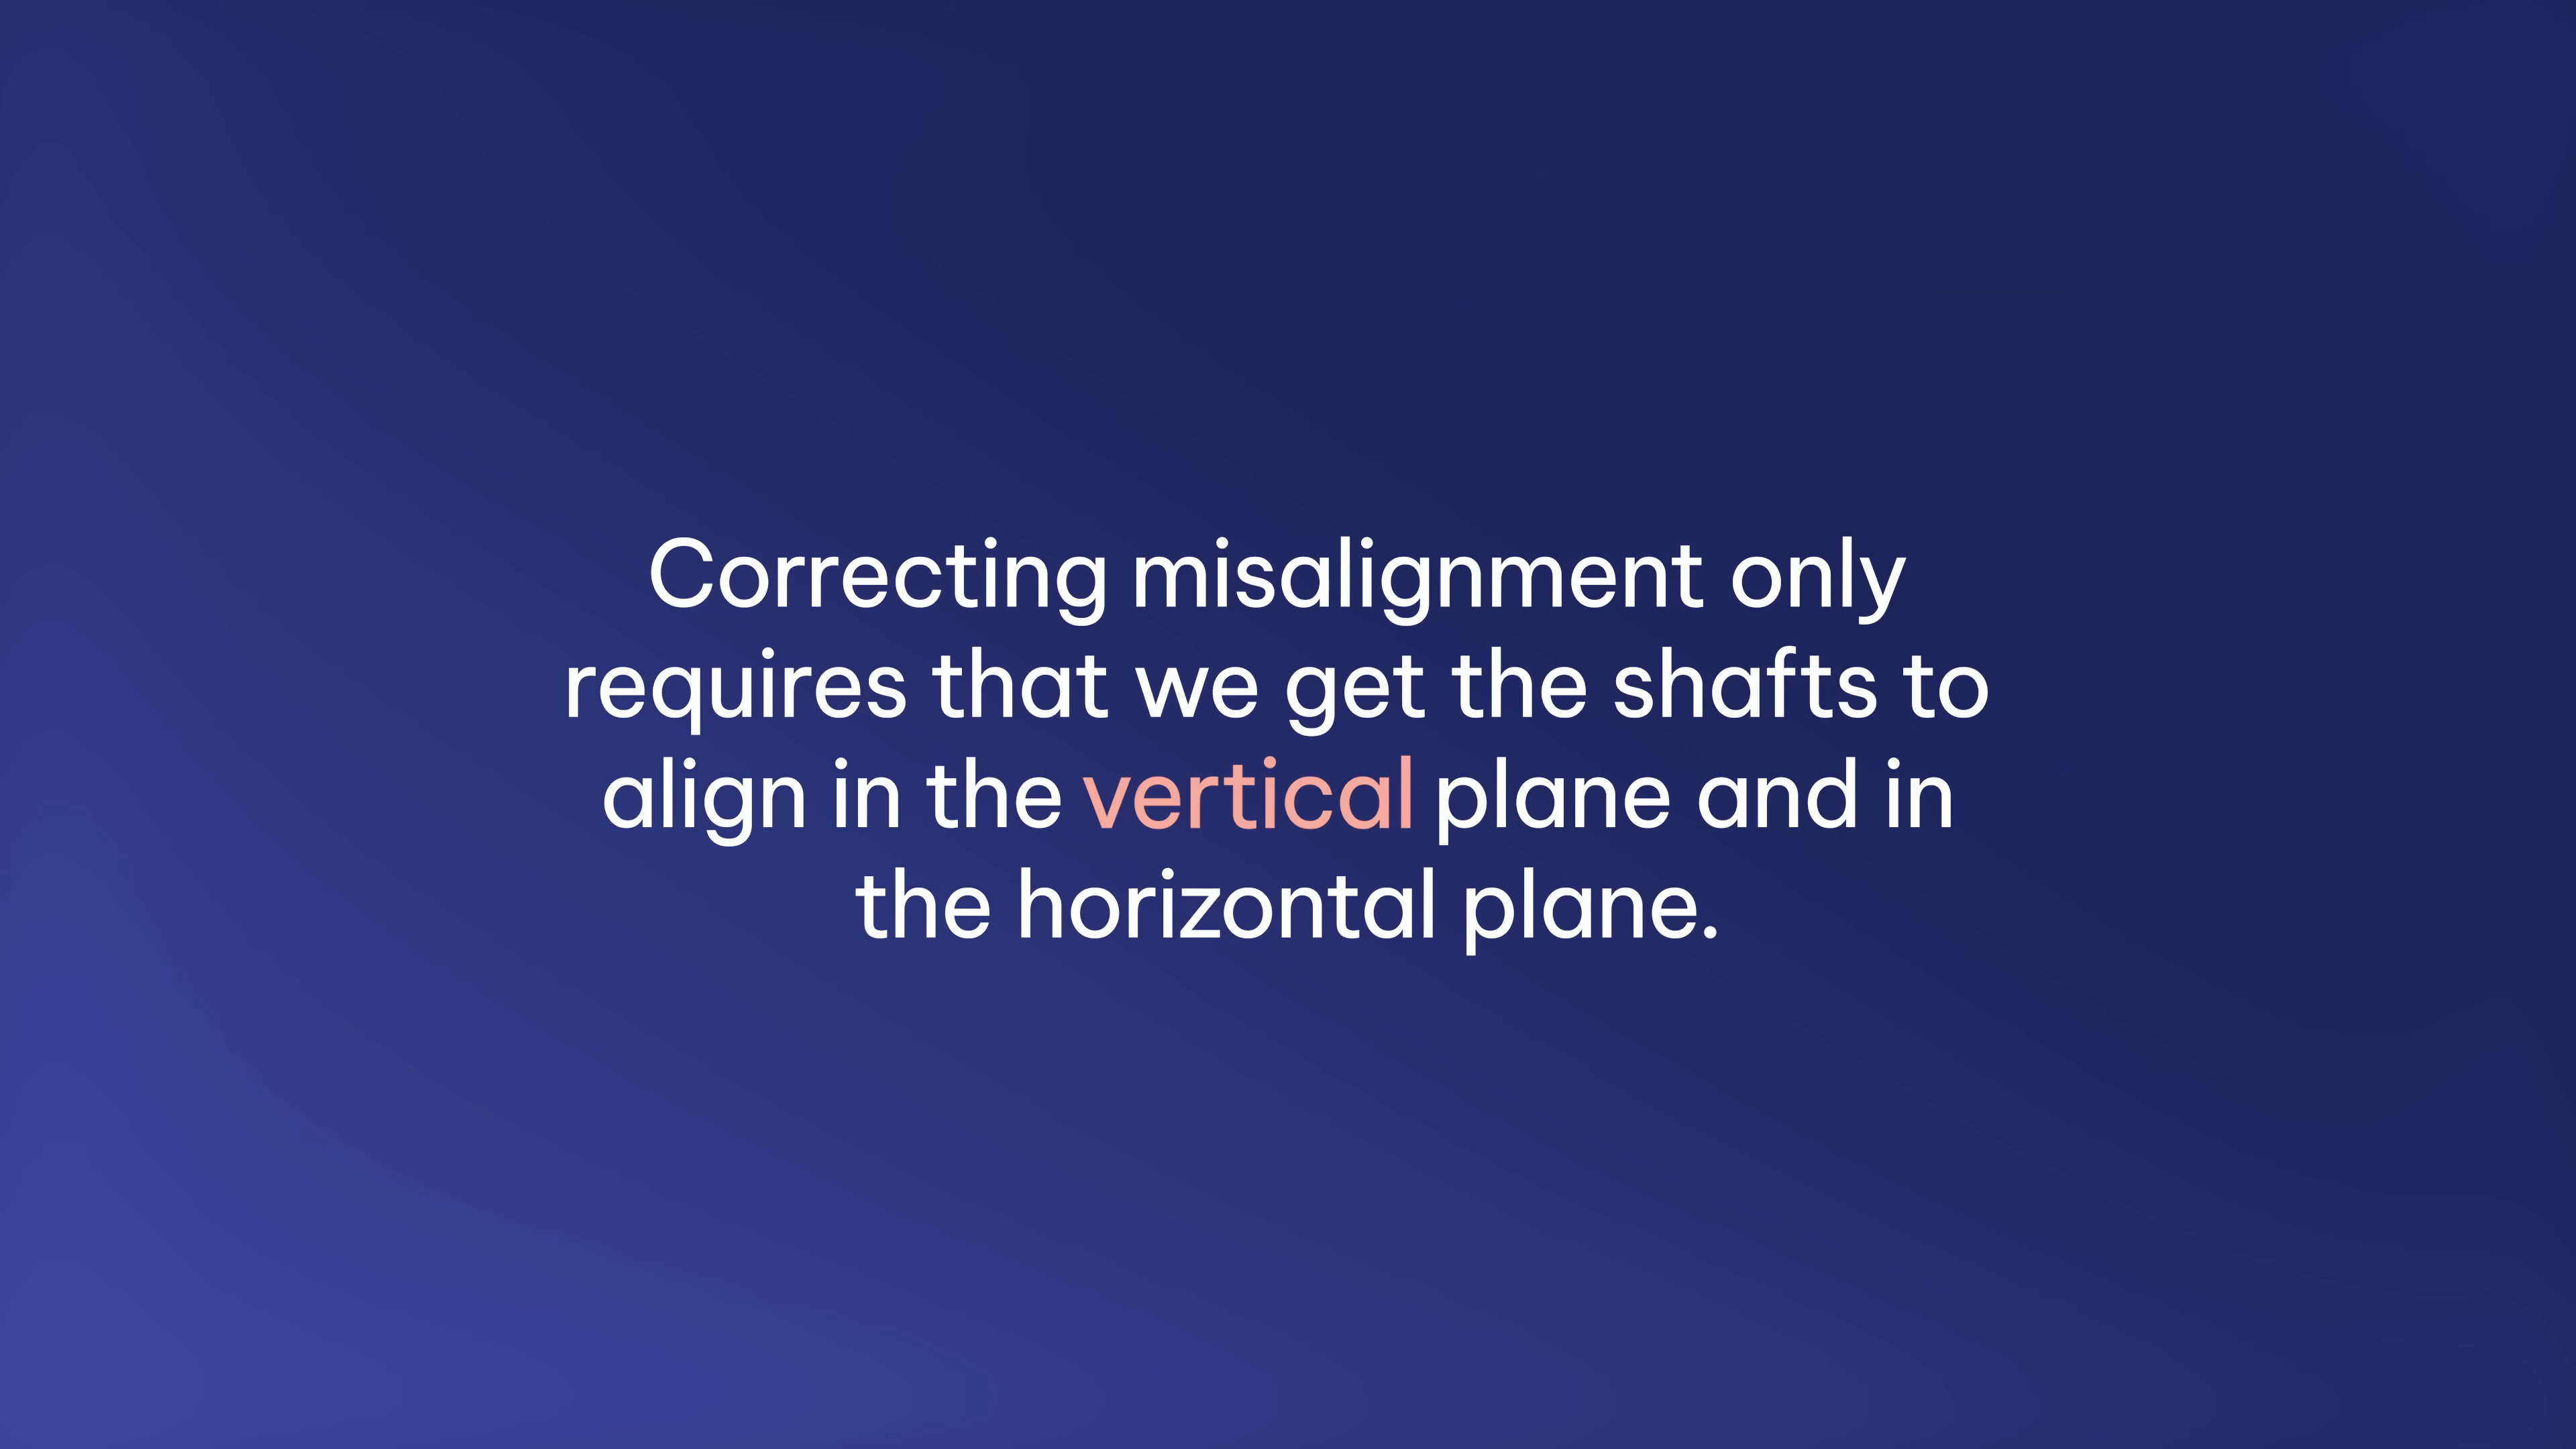 Correcting misalignment only
requires that we get the shafts to
align in the vertical plane and in
the horizontal plane.